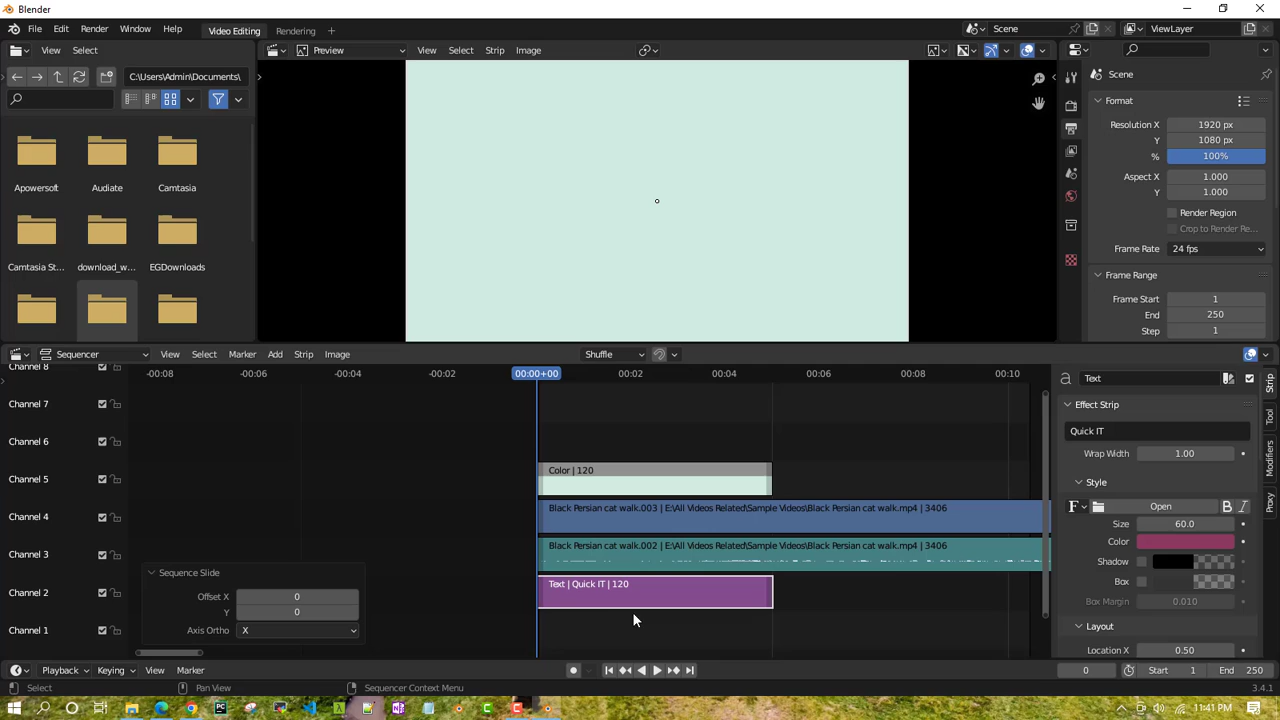 Blender
File Edit Render Window Help Video Editing Rendering + Scene ViewLayer
View Select Preview View Select Strip Image
C:\Users\Admin\Documents\ Scene
Format
Resolution X 1920 px
Y 1080 px
% 100%
Aspect X 1.000
Y 1.000
Render Region
Crop to Render Re...
Frame Rate 24 fps
Frame Range
Frame Start 1
End 250
Step 1
Apowersoft Audiate Camtasia
Camtasia St... download_w... EGDownloads
Sequencer View Select Marker Add Strip Image Shuffle
-00:08 -00:06 -00:04 -00:02 00:00+00 00:02 00:04 00:06 00:08 00:10
Channel 8
Channel 7
Channel 6
Channel 5 Color | 120
Channel 4 Black Persian cat walk.003 | E:\All Videos Related\Sample Videos\Black Persian cat walk.mp4 | 3406
Channel 3 Black Persian cat walk.002 | E:\All Videos Related\Sample Videos\Black Persian cat walk.mp4 | 3406
Channel 2 Text | Quick IT | 120
Channel 1
Sequence Slide
Offset X 0
Y 0
Axis Ortho X
Text
Effect Strip
Quick IT
Wrap Width 1.00
Style
F Open B I
Size 60.0
Color
Shadow
Box
Box Margin 0.010
Layout
Location X 0.50
Strip
Tool
Modifiers
Proxy
Playback Keying View Marker 0 Start 1 End 250
Select Pan View Sequencer Context Menu 3.4.1
11:41 PM